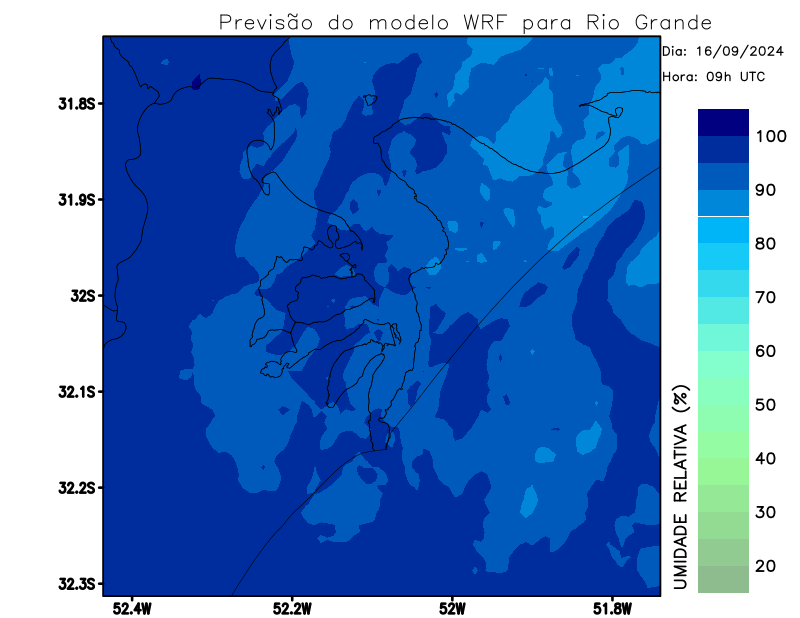 Previsão do modelo WRF para Rio Grande
Dia: 16/09/2024
Hora: 09h UTC
31.8S
31.9S
32S
32.1S
32.2S
32.3S
52.4W
52.2W
52W
51.8W
100
90
80
70
60
50
40
30
20
UMIDADE RELATIVA (%)